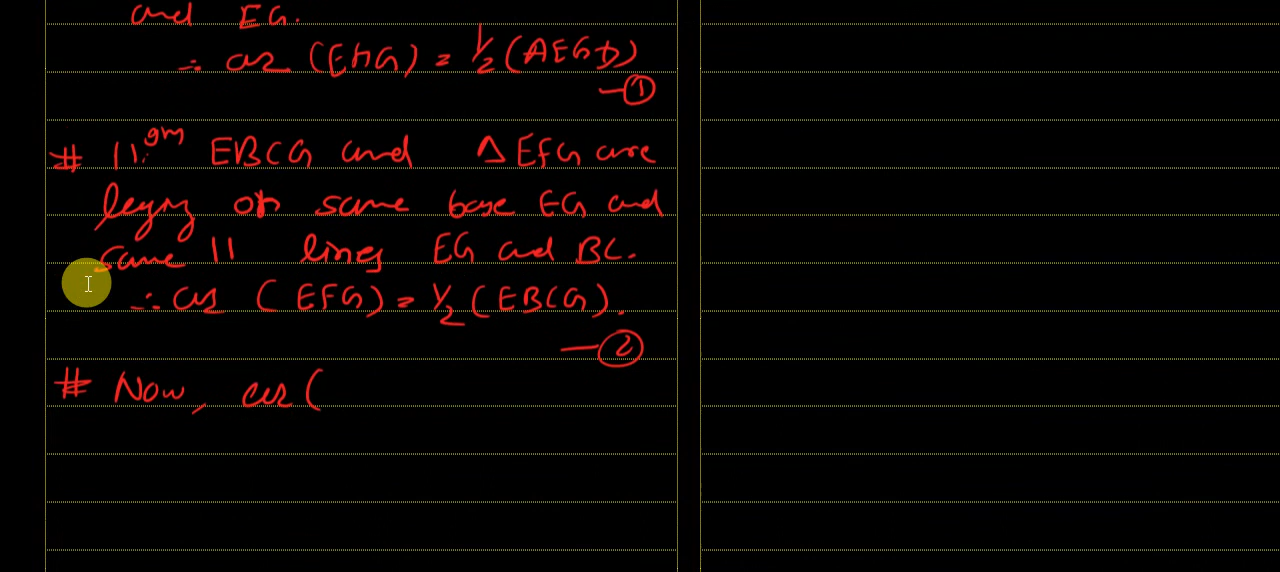 and EG.
∴ ar (EHG) = 1/2 (AEGD)
—①
# ||gm EBCG and Δ EFG are
lying on same base EG and
same || lines EG and BC.
∴ ar (EFG) = 1/2 (EBCG).
—②
# Now, ar (